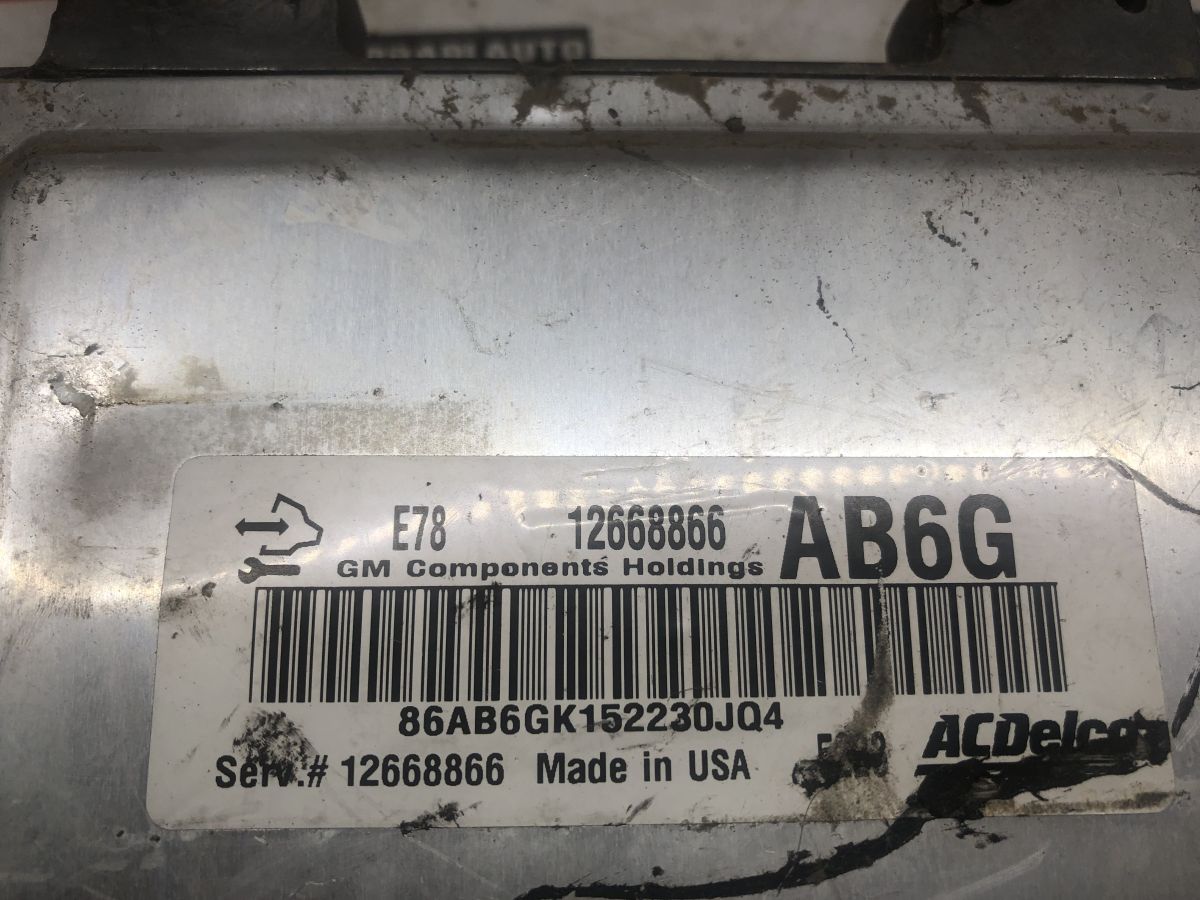 E78 12668866 AB6G
GM Components Holdings
86AB6GK152230JQ4
ACDelco
Serv.# 12668866 Made in USA